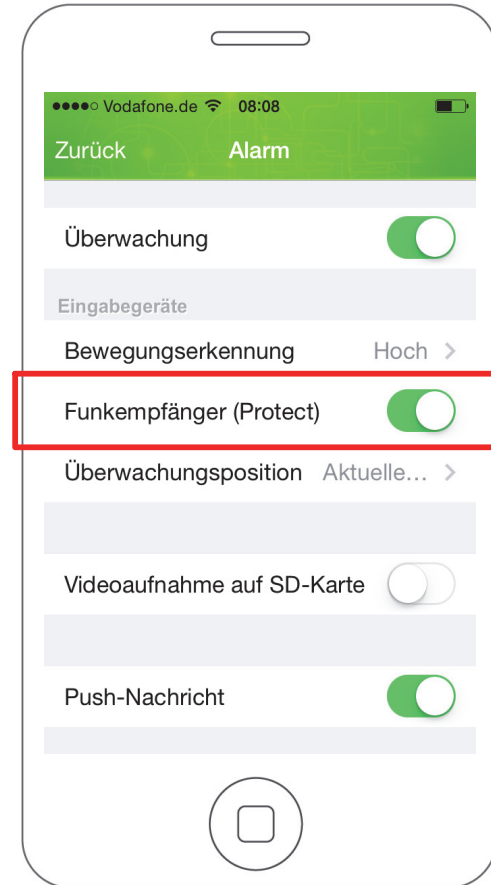 Vodafone.de 08:08
Zurück Alarm
Überwachung
Eingabegeräte
Bewegungserkennung Hoch >
Funkempfänger (Protect)
Überwachungsposition Aktuelle... >
Videoaufnahme auf SD-Karte
Push-Nachricht